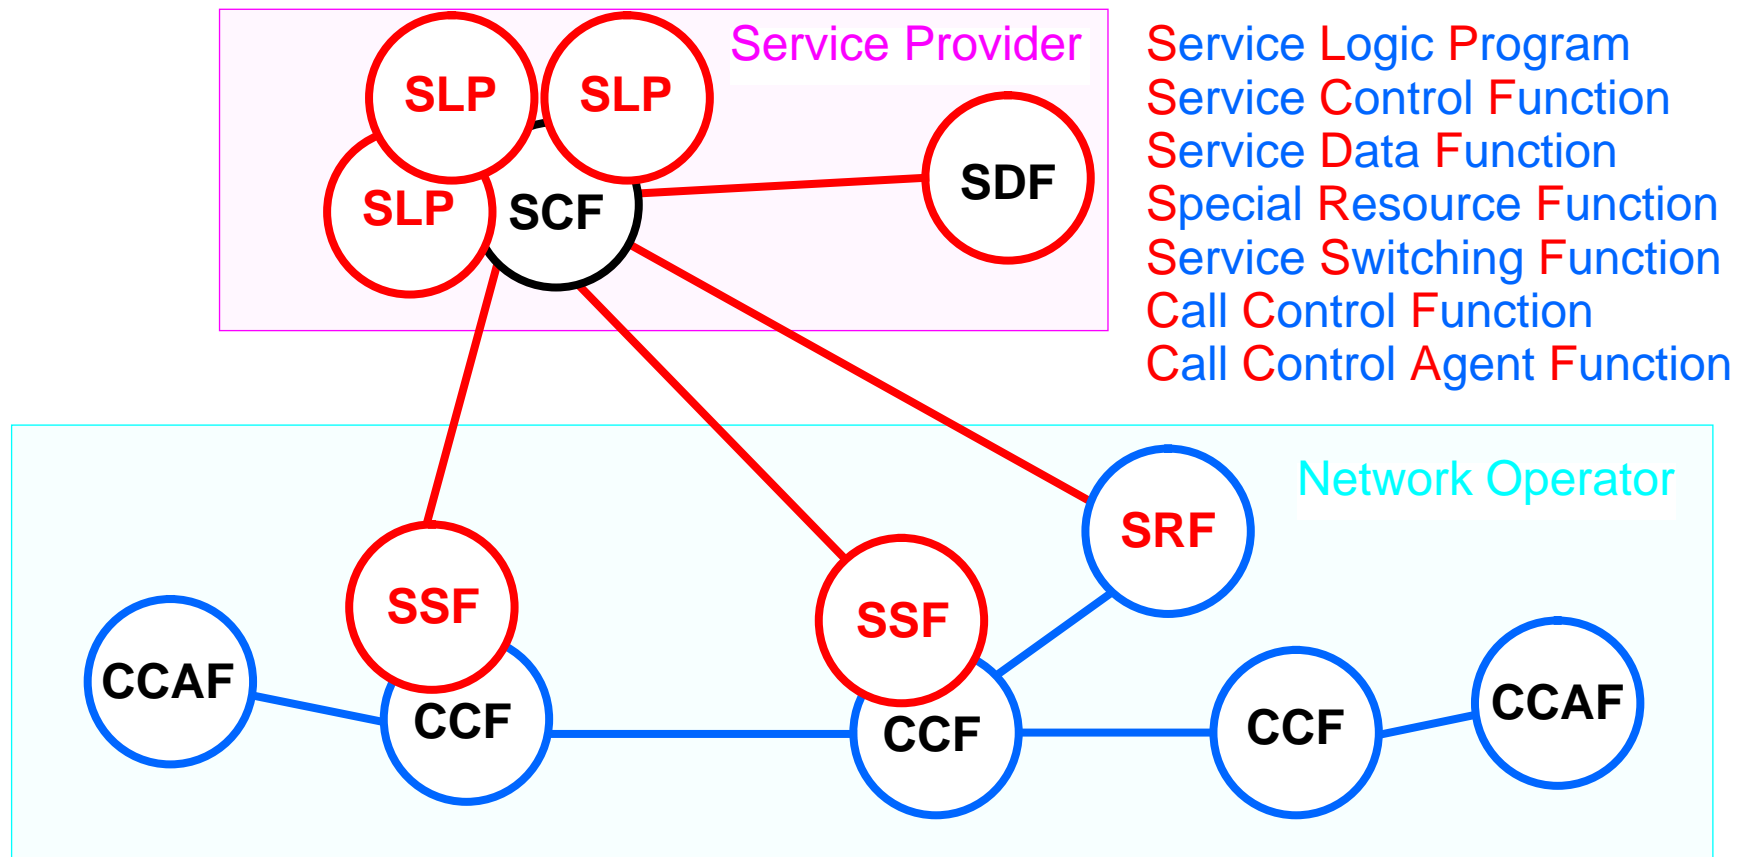 Service Provider
Service Logic Program
Service Control Function
Service Data Function
Special Resource Function
Service Switching Function
Call Control Function
Call Control Agent Function
SLP
SLP
SLP
SCF
SDF
Network Operator
SRF
SSF
SSF
CCAF
CCF
CCF
CCF
CCAF